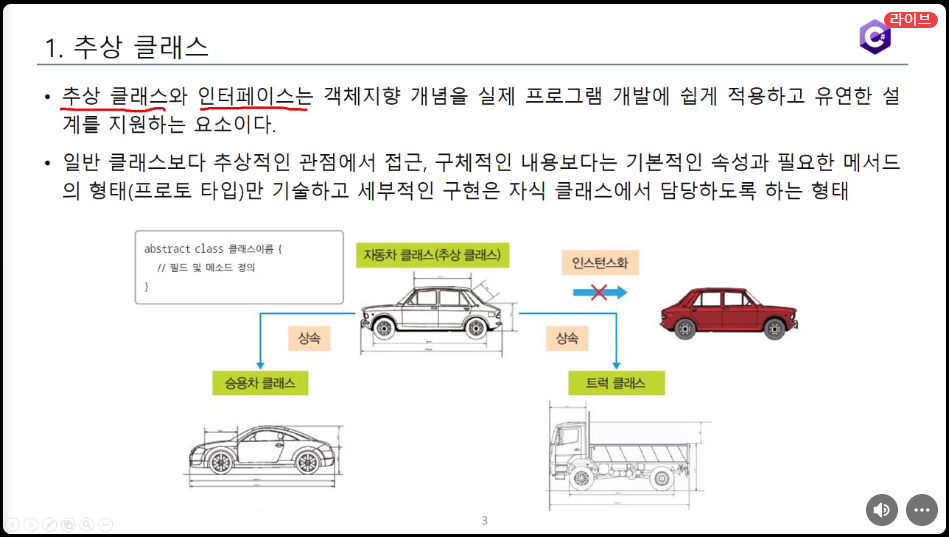 라이브
C#
1. 추상 클래스
• 추상 클래스와 인터페이스는 객체지향 개념을 실제 프로그램 개발에 쉽게 적용하고 유연한 설
계를 지원하는 요소이다.
• 일반 클래스보다 추상적인 관점에서 접근, 구체적인 내용보다는 기본적인 속성과 필요한 메서드
의 형태(프로토 타입)만 기술하고 세부적인 구현은 자식 클래스에서 담당하도록 하는 형태
abstract class 클래스이름 {
// 필드 및 메소드 정의
}
자동차 클래스(추상 클래스)
인스턴스화
상속
상속
승용차 클래스
트럭 클래스
3